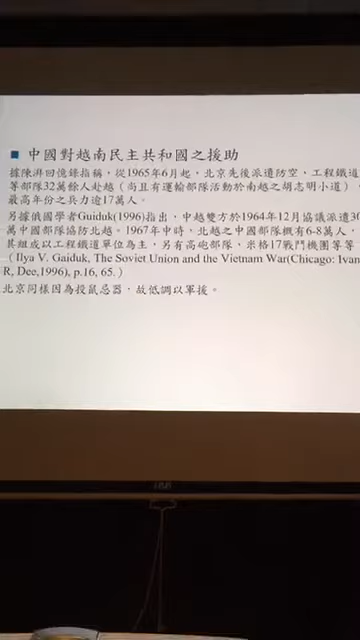 中國對越南民主共和國之援助
據陳湃回憶錄指稱，從1965年6月起，北京先後派遣防空，工程鐵道
等部隊32萬餘人赴越（尚且有運輸部隊活動於南越之胡志明小道），
最高年份之兵力逾17萬人。
另據俄國學者Guiduk(1996)指出，中越雙方於1964年12月協議派遣30
萬中國部隊協防北越。1967年中時，北越之中國部隊概有6-8萬人，
其組成以工程鐵道單位為主，另有高砲部隊，米格17戰鬥機團等等
（Ilya V. Gaiduk, The Soviet Union and the Vietnam War(Chicago: Ivan
R, Dee,1996), p.16, 65.）
北京同樣因為投鼠忌器，故低調以軍援。